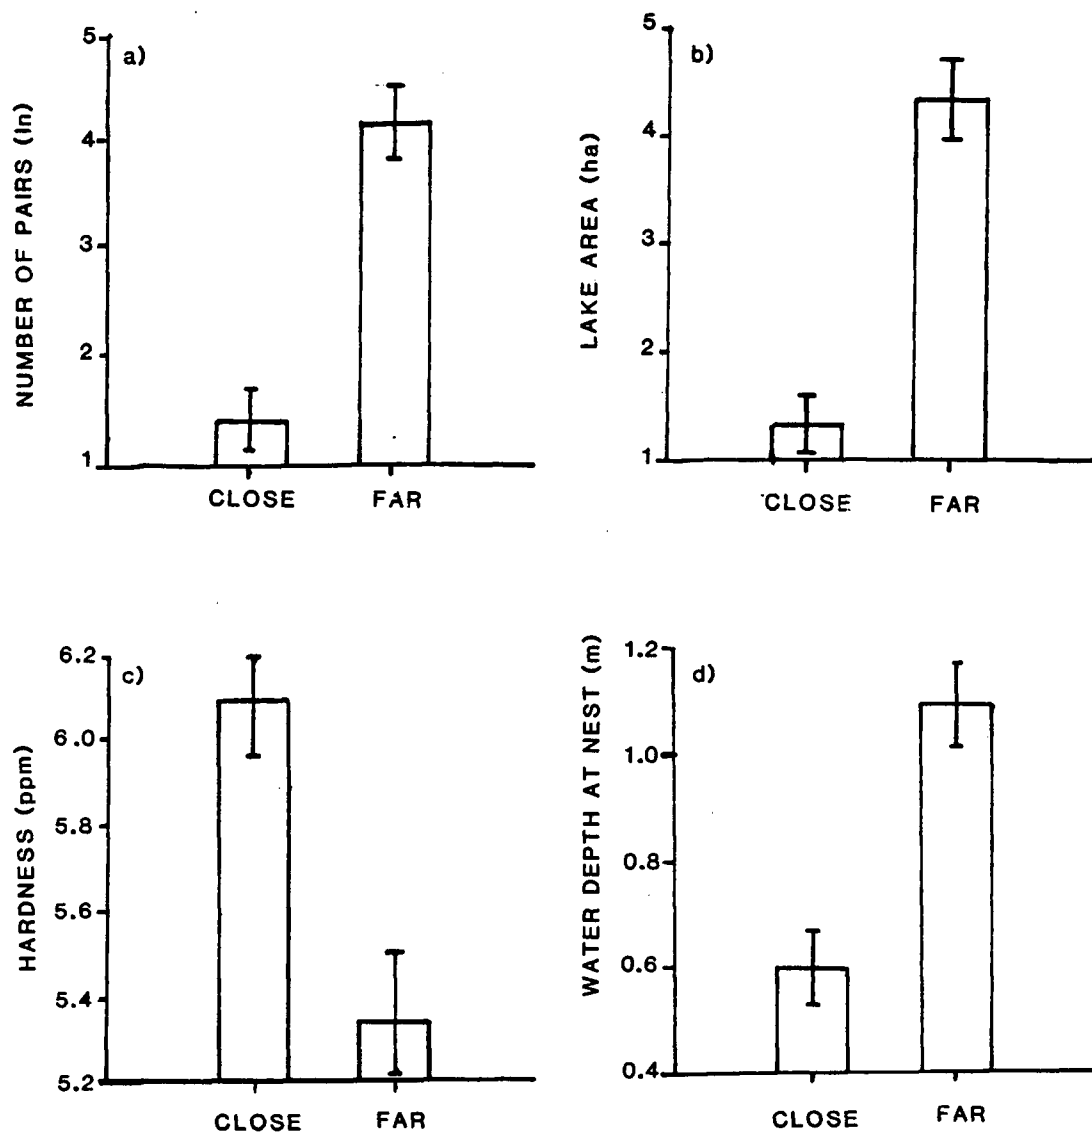 a)
NUMBER OF PAIRS (ln)
5
4
3
2
1
CLOSE FAR
b)
LAKE AREA (ha)
5
4
3
2
1
CLOSE FAR
c)
HARDNESS (ppm)
6.2
6.0
5.8
5.6
5.4
5.2
CLOSE FAR
d)
WATER DEPTH AT NEST (m)
1.2
1.0
0.8
0.6
0.4
CLOSE FAR